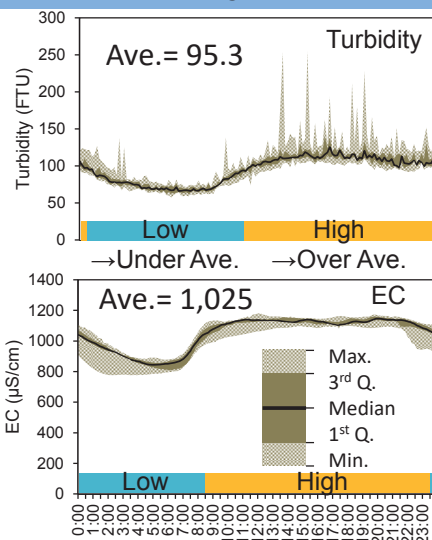 300
250
200
150
100
50
0
Turbidity (FTU)
Ave.= 95.3
Turbidity
Low
High
→Under Ave.
→Over Ave.
1400
1200
1000
800
600
400
200
0
EC (µS/cm)
Ave.= 1,025
EC
Max.
3rd Q.
Median
1st Q.
Min.
Low
High
0:00
1:00
2:00
3:00
4:00
5:00
6:00
7:00
8:00
9:00
10:00
11:00
12:00
13:00
14:00
15:00
16:00
17:00
18:00
19:00
20:00
21:00
22:00
23:00